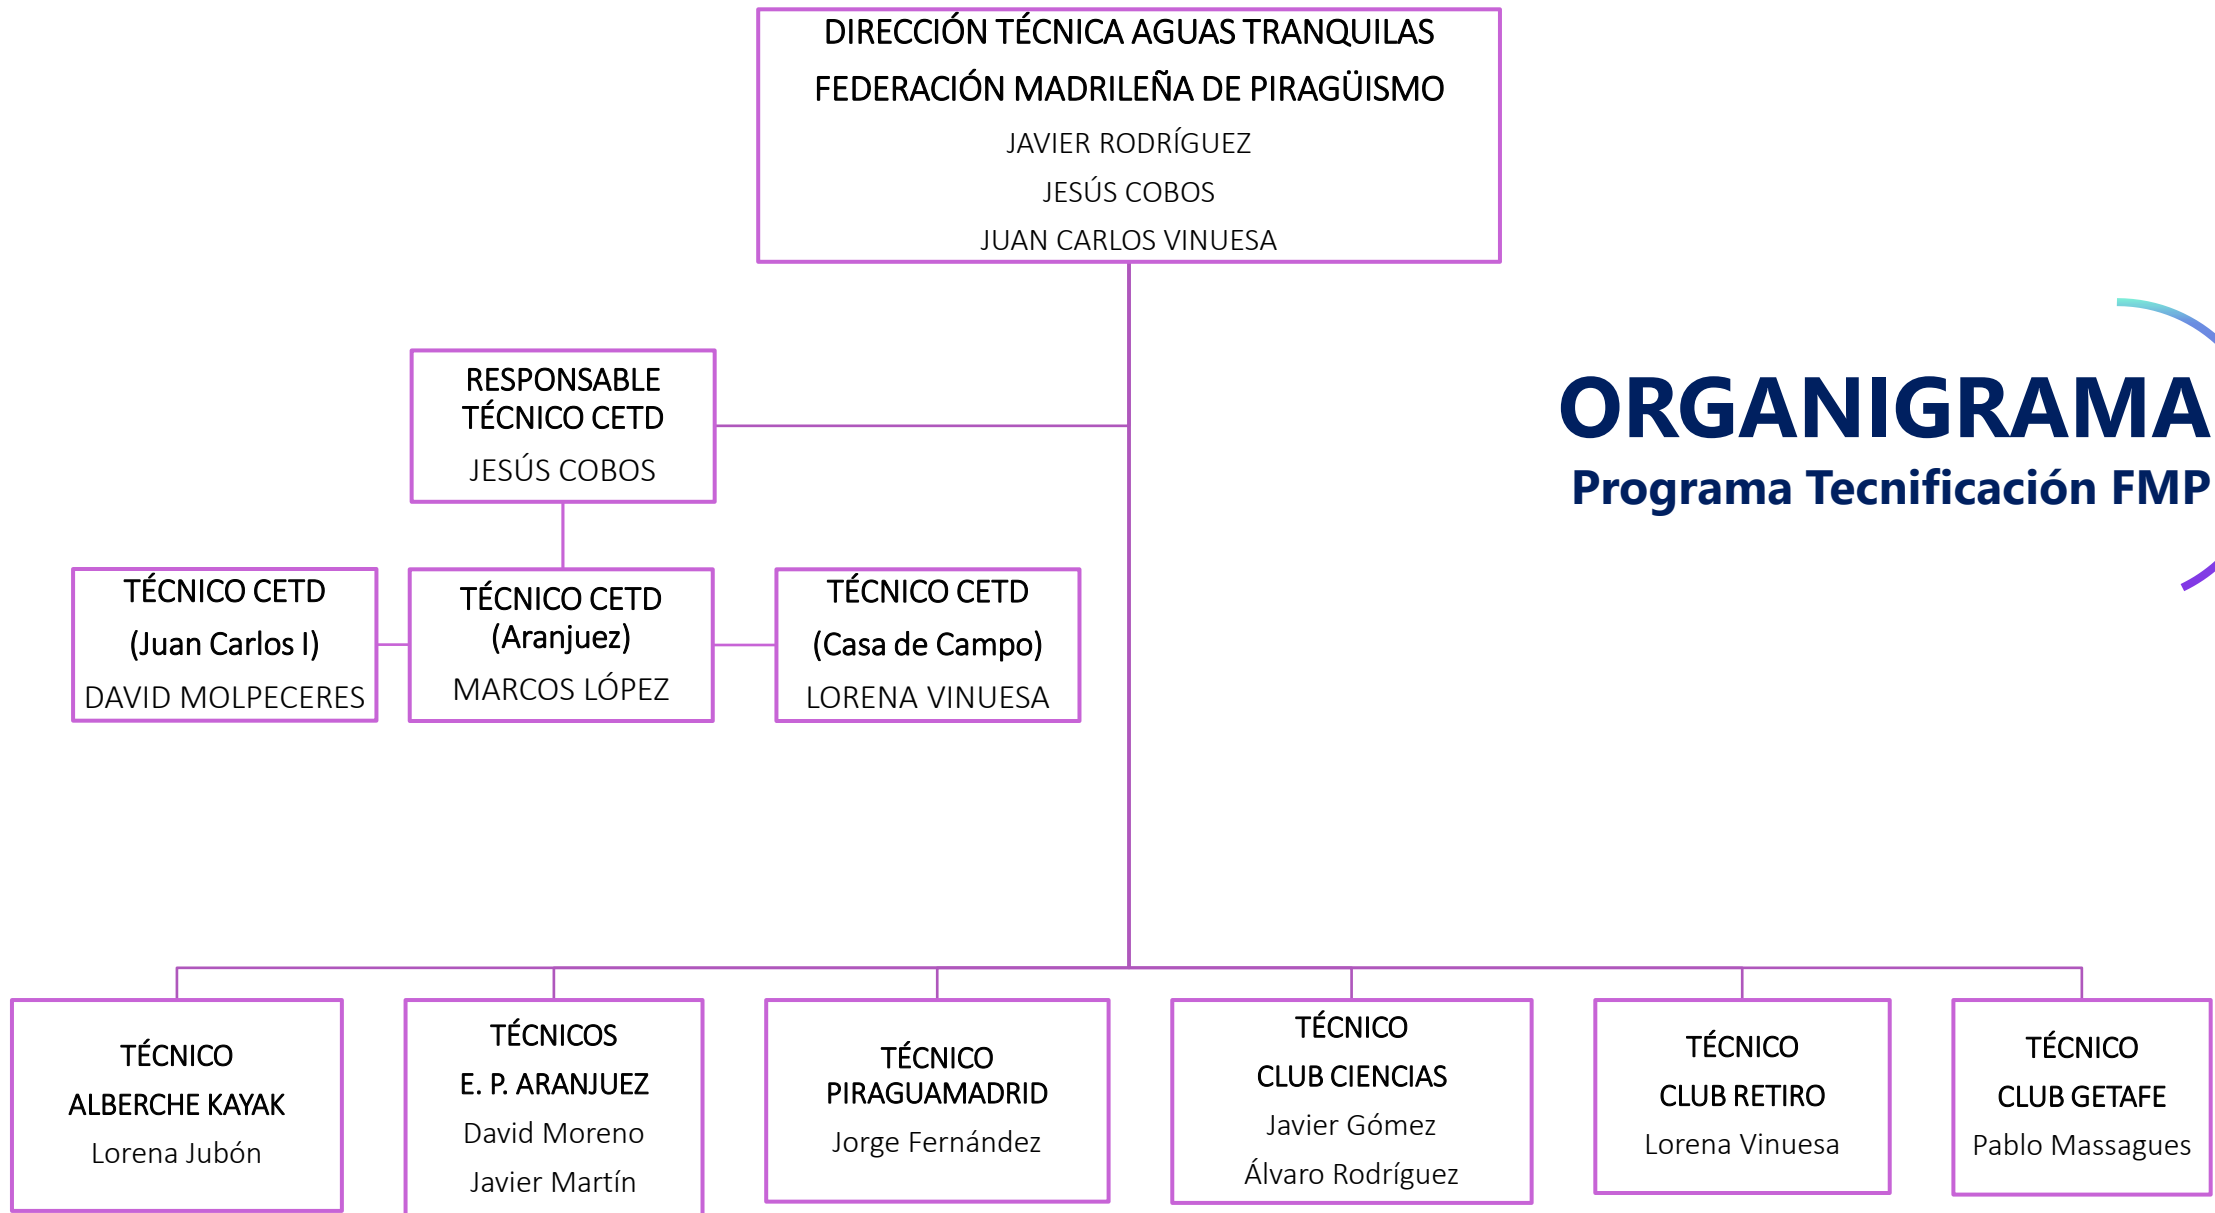 DIRECCIÓN TÉCNICA AGUAS TRANQUILAS
FEDERACIÓN MADRILEÑA DE PIRAGÜISMO
JAVIER RODRÍGUEZ
JESÚS COBOS
JUAN CARLOS VINUESA
ORGANIGRAMA
Programa Tecnificación FMP
RESPONSABLE
TÉCNICO CETD
JESÚS COBOS
TÉCNICO CETD
(Juan Carlos I)
DAVID MOLPECERES
TÉCNICO CETD
(Aranjuez)
MARCOS LÓPEZ
TÉCNICO CETD
(Casa de Campo)
LORENA VINUESA
TÉCNICO
ALBERCHE KAYAK
Lorena Jubón
TÉCNICOS
E. P. ARANJUEZ
David Moreno
Javier Martín
TÉCNICO
PIRAGUAMADRID
Jorge Fernández
TÉCNICO
CLUB CIENCIAS
Javier Gómez
Álvaro Rodríguez
TÉCNICO
CLUB RETIRO
Lorena Vinuesa
TÉCNICO
CLUB GETAFE
Pablo Massagues